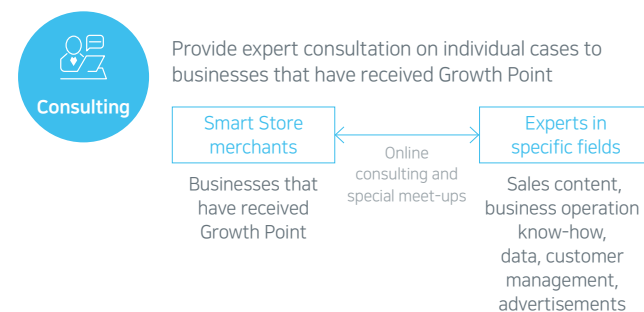 Consulting
Provide expert consultation on individual cases to
businesses that have received Growth Point
Smart Store
merchants
Businesses that
have received
Growth Point
Online
consulting and
special meet-ups
Experts in
specific fields
Sales content,
business operation
know-how,
data, customer
management,
advertisements